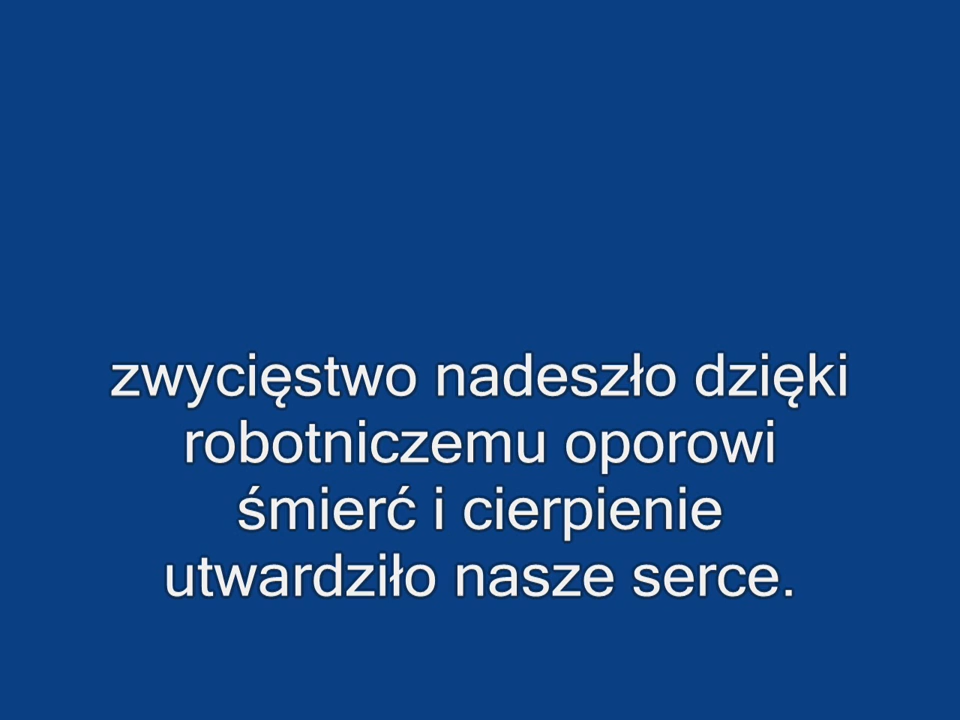 zwycięstwo nadeszło dzięki
robotniczemu oporowi
śmierć i cierpienie
utwardziło nasze serce.